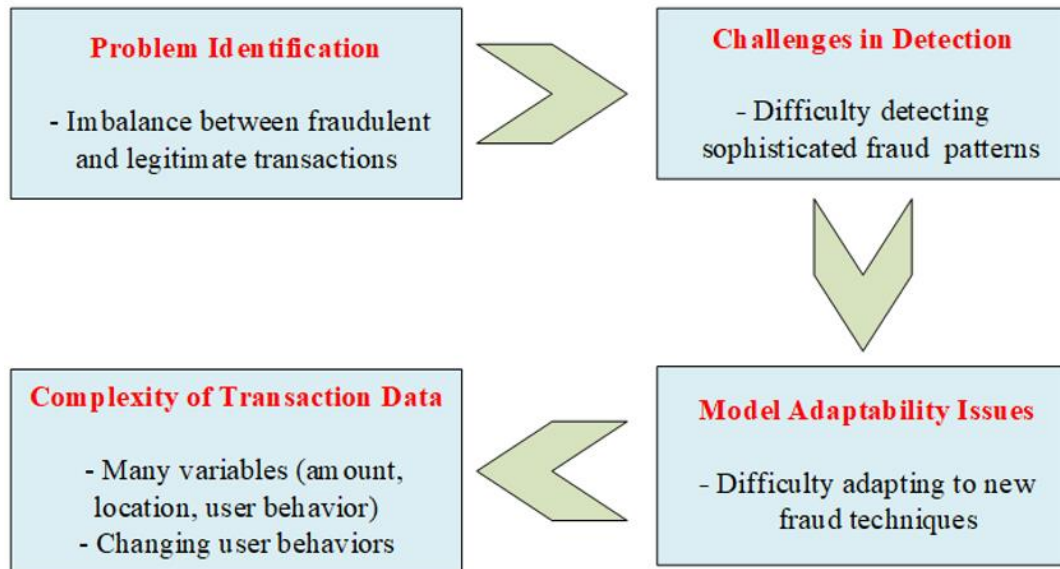 Problem Identification
- Imbalance between fraudulent
and legitimate transactions
Challenges in Detection
- Difficulty detecting
sophisticated fraud patterns
Model Adaptability Issues
- Difficulty adapting to new
fraud techniques
Complexity of Transaction Data
- Many variables (amount,
location, user behavior)
- Changing user behaviors